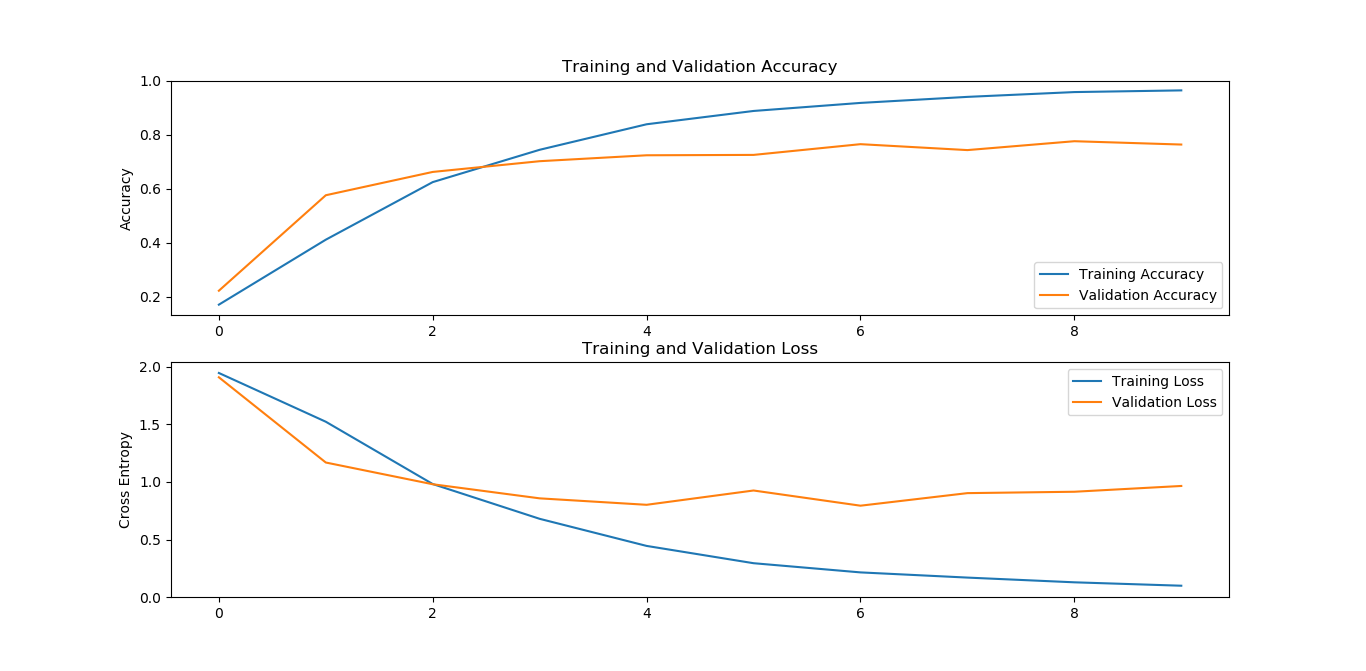 Training and Validation Accuracy
1.0
0.8
0.6
0.4
0.2
Accuracy
Training Accuracy
Validation Accuracy
0 2 4 6 8
Training and Validation Loss
2.0
1.5
1.0
0.5
0.0
Cross Entropy
Training Loss
Validation Loss
0 2 4 6 8